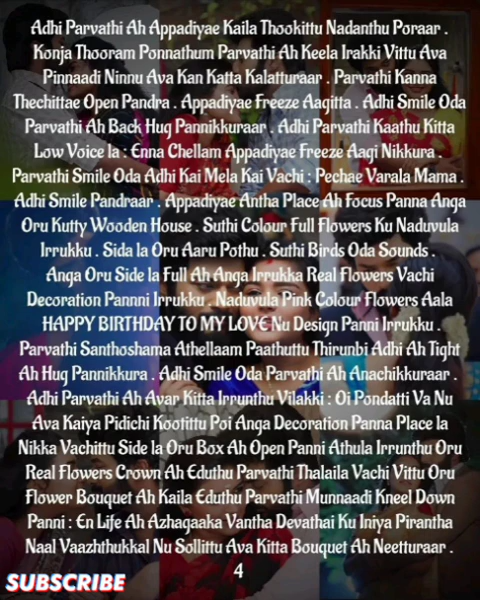 Adhi Parvathi Ah Appadiyae Kaila Thookittu Nadanthu Poraar .
Konja Thooram Ponnathum Parvathi Ah Keela Irakki Vittu Ava
Pinnaadi Ninnu Ava Kan Katta Kalatturaar . Parvathi Kanna
Thechittae Open Pandra . Appadiyae Freeze Aagitta . Adhi Smile Oda
Parvathi Ah Back Hug Pannikkuraar . Adhi Parvathi Kaathu Kitta
Low Voice la : Enna Chellam Appadiyae Freeze Aagi Nikkura .
Parvathi Smile Oda Adhi Kai Mela Kai Vachi : Pechae Varala Mama .
Adhi Smile Pandraar . Appadiyae Antha Place Ah Focus Panna Anga
Oru Kutty Wooden House . Suthi Colour Full Flowers Ku Naduvula
Irrukku . Sida la Oru Aaru Pothu . Suthi Birds Oda Sounds .
Anga Oru Side la Full Ah Anga Irrukka Real Flowers Vachi
Decoration Pannni Irrukku . Naduvula Pink Colour Flowers Aala
HAPPY BIRTHDAY TO MY LOVE Nu Design Panni Irrukku .
Parvathi Santhoshama Athellaam Paathuttu Thirunbi Adhi Ah Tight
Ah Hug Pannikkura . Adhi Smile Oda Parvathi Ah Anachikkuraar .
Adhi Parvathi Ah Avar Kitta Irrunthu Vilakki : Oi Pondatti Va Nu
Ava Kaiya Pidichi Kootittu Poi Anga Decoration Panna Place la
Nikka Vachittu Side la Oru Box Ah Open Panni Athula Irrunthu Oru
Real Flowers Crown Ah Eduthu Parvathi Thalaila Vachi Vittu Oru
Flower Bouquet Ah Kaila Eduthu Parvathi Munnaadi Kneel Down
Panni : En Life Ah Azhagaaka Vantha Devathai Ku Iniya Pirantha
Naal Vaazhthukkal Nu Sollittu Ava Kitta Bouquet Ah Neetturaar .
4
SUBSCRIBE